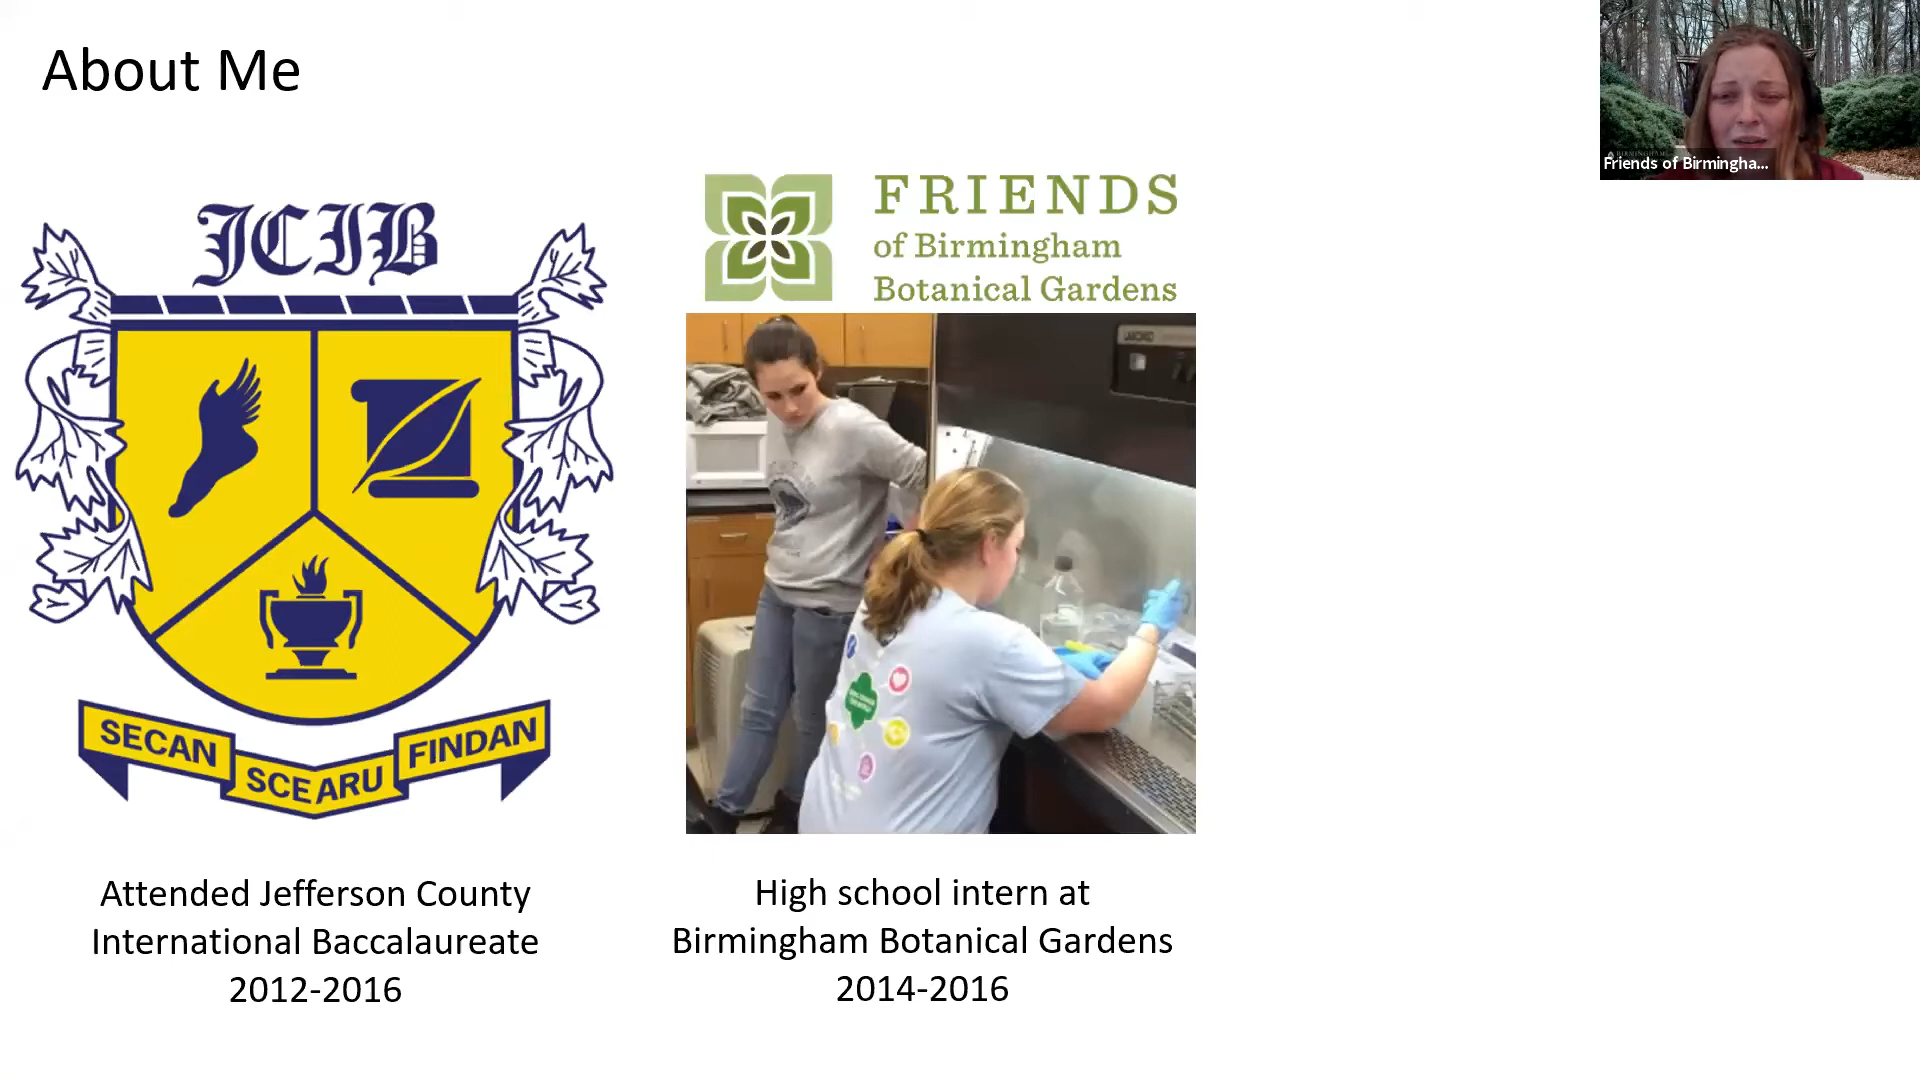 About Me
Friends of Birmingha...
JCIB
SECAN SCEARU FINDAN
FRIENDS
of Birmingham
Botanical Gardens
Attended Jefferson County
International Baccalaureate
2012-2016
High school intern at
Birmingham Botanical Gardens
2014-2016